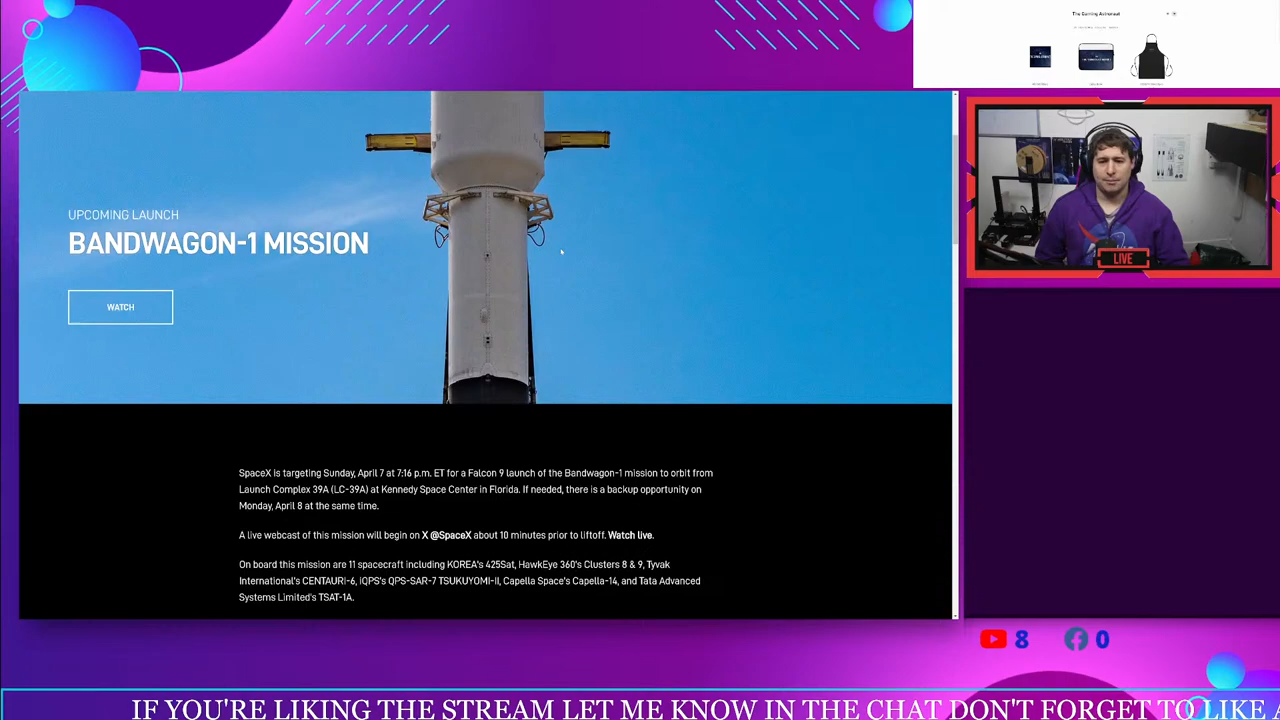 The Gaming Astronaut
UPCOMING LAUNCH
BANDWAGON-1 MISSION
WATCH
LIVE
SpaceX is targeting Sunday, April 7 at 7:16 p.m. ET for a Falcon 9 launch of the Bandwagon-1 mission to orbit from
Launch Complex 39A (LC-39A) at Kennedy Space Center in Florida. If needed, there is a backup opportunity on
Monday, April 8 at the same time.
A live webcast of this mission will begin on X @SpaceX about 10 minutes prior to liftoff. Watch live.
On board this mission are 11 spacecraft including KOREA's 425Sat, HawkEye 360's Clusters 8 & 9, Tyvak
International's CENTAURI-6, iQPS's QPS-SAR-7 TSUKUYOMI-II, Capella Space's Capella-14, and Tata Advanced
Systems Limited's TSAT-1A.
8 0
IF YOU'RE LIKING THE STREAM LET ME KNOW IN THE CHAT DON'T FORGET TO LIKE A